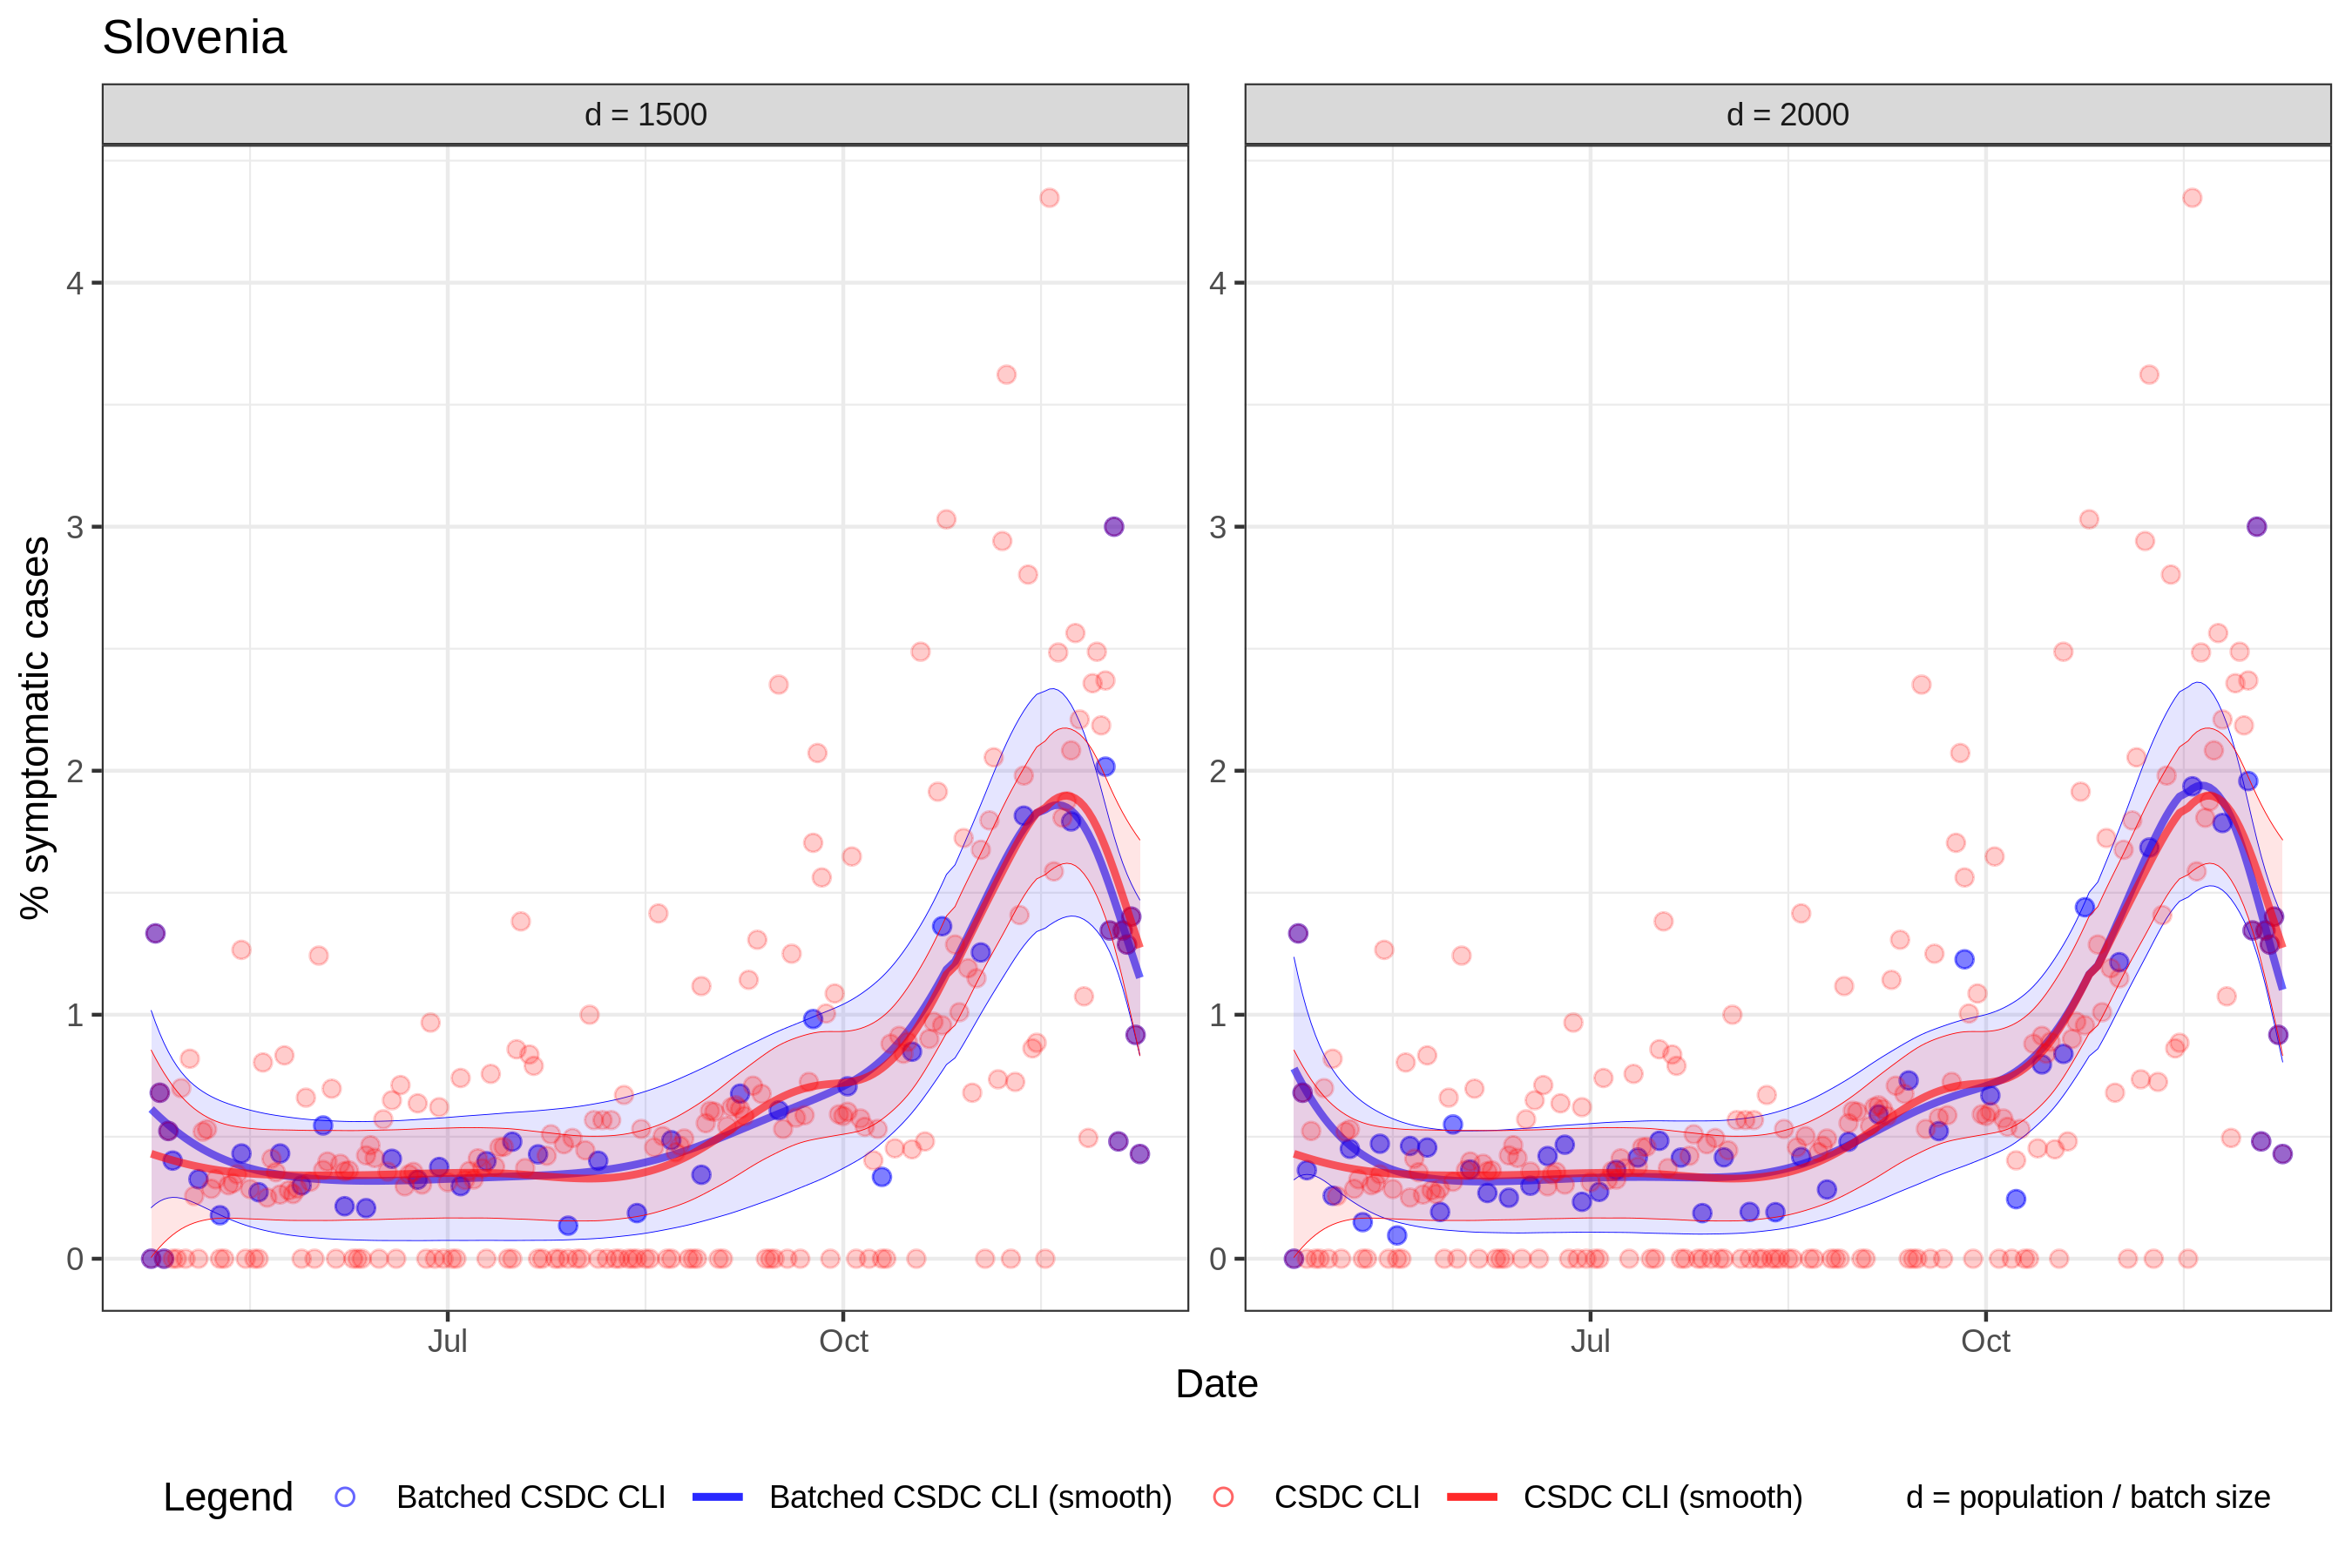 Slovenia
d = 1500
d = 2000
% symptomatic cases
4
3
2
1
0
4
3
2
1
0
Jul
Oct
Jul
Oct
Date
Legend
Batched CSDC CLI
Batched CSDC CLI (smooth)
CSDC CLI
CSDC CLI (smooth)
d = population / batch size